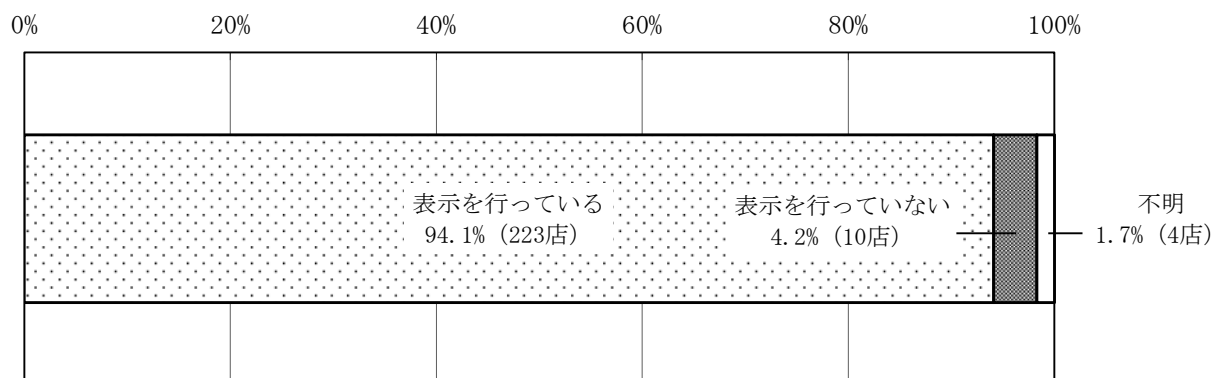 0% 20% 40% 60% 80% 100%
表示を行っている
94.1%（223店）
表示を行っていない
4.2%（10店）
不明
1.7%（4店）